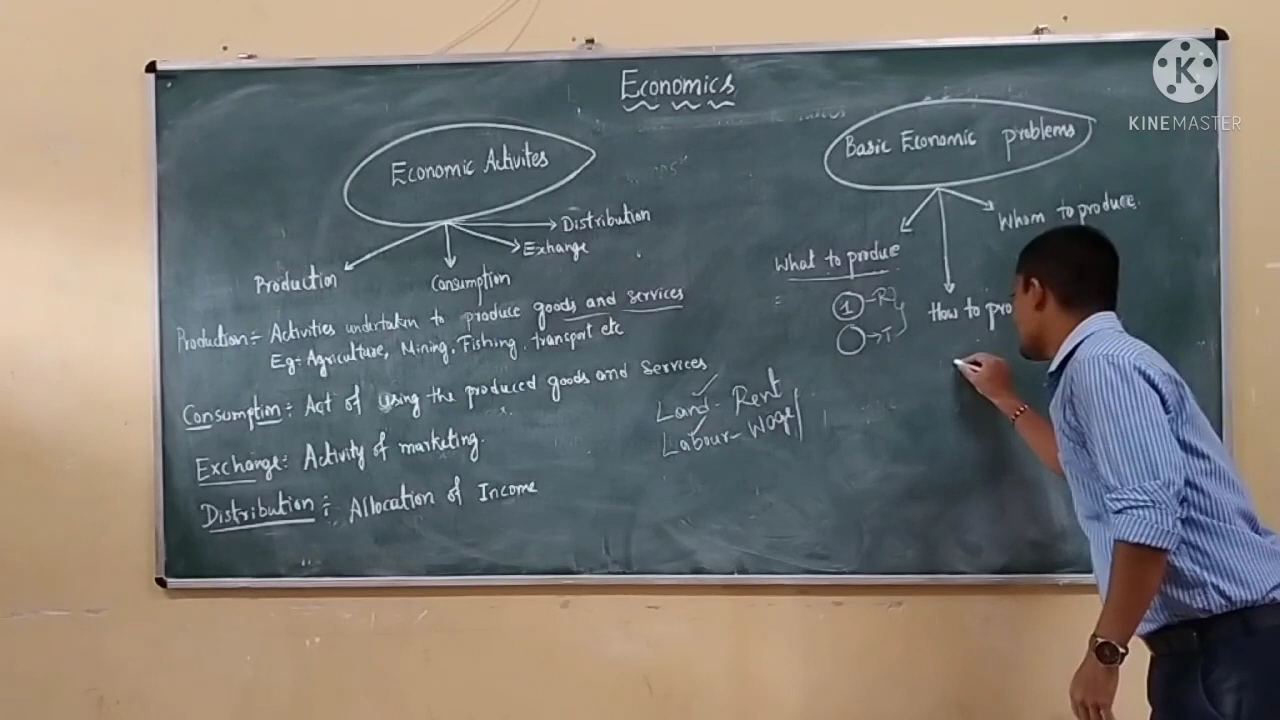 Economics
KINEMASTER
Economic Activites
Production
Consumption
Exhange
Distribution
Production:- Activities undertaken to produce goods and services
Eg:- Agriculture, Mining, Fishing, transport etc
Consumption:- Act of using the produced goods and services
Exchange:- Activity of marketing.
Distribution:- Allocation of Income
Land - Rent
Labour - Wage
Basic Economic problems
What to produce
1 - R
T
How to pro
Whom to produce.